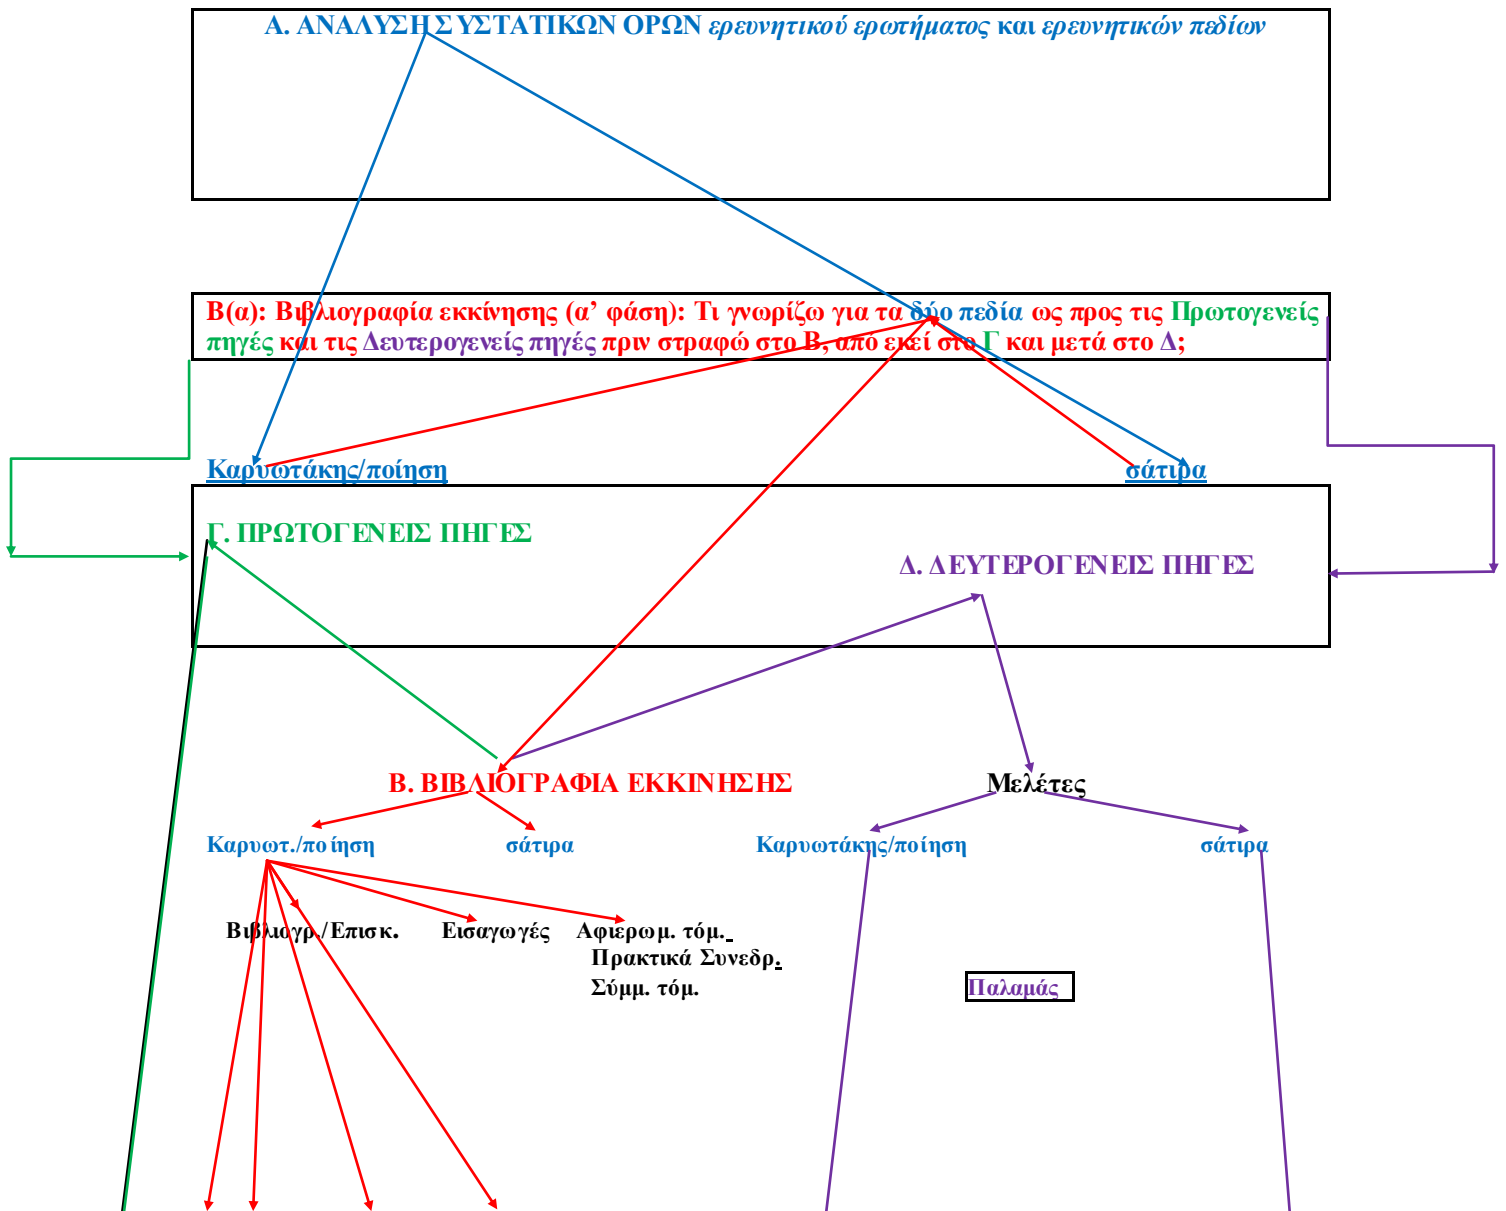 Α. ΑΝΑΛΥΣΗ ΣΥΣΤΑΤΙΚΩΝ ΟΡΩΝ ερευνητικού ερωτήματος και ερευνητικών πεδίων
Β(α): Βιβλιογραφία εκκίνησης (α’ φάση): Τι γνωρίζω για τα δύο πεδία ως προς τις Πρωτογενείς
πηγές και τις Δευτερογενείς πηγές πριν στραφώ στο Β, από εκεί στο Γ και μετά στο Δ;
Καρυωτάκης/ποίηση σάτιρα
Γ. ΠΡΩΤΟΓΕΝΕΙΣ ΠΗΓΕΣ
Δ. ΔΕΥΤΕΡΟΓΕΝΕΙΣ ΠΗΓΕΣ
Β. ΒΙΒΛΙΟΓΡΑΦΙΑ ΕΚΚΙΝΗΣΗΣ Μελέτες
Καρυωτ./ποίηση σάτιρα Καρυωτάκης/ποίηση σάτιρα
Βιβλιογρ./Επισκ. Εισαγωγές Αφιερωμ. τόμ.
Πρακτικά Συνεδρ.
Σύμμ. τόμ. Παλαμάς